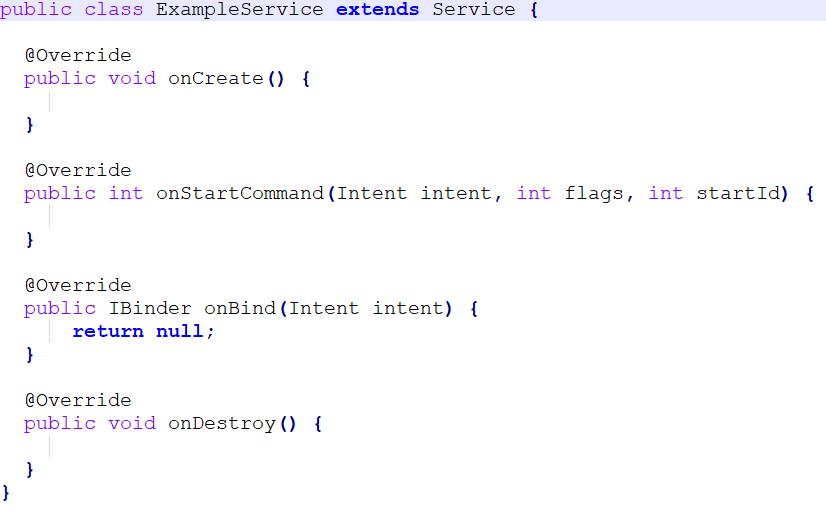 public class ExampleService extends Service {
@Override
public void onCreate() {
}
@Override
public int onStartCommand(Intent intent, int flags, int startId) {
}
@Override
public IBinder onBind(Intent intent) {
return null;
}
@Override
public void onDestroy() {
}
}